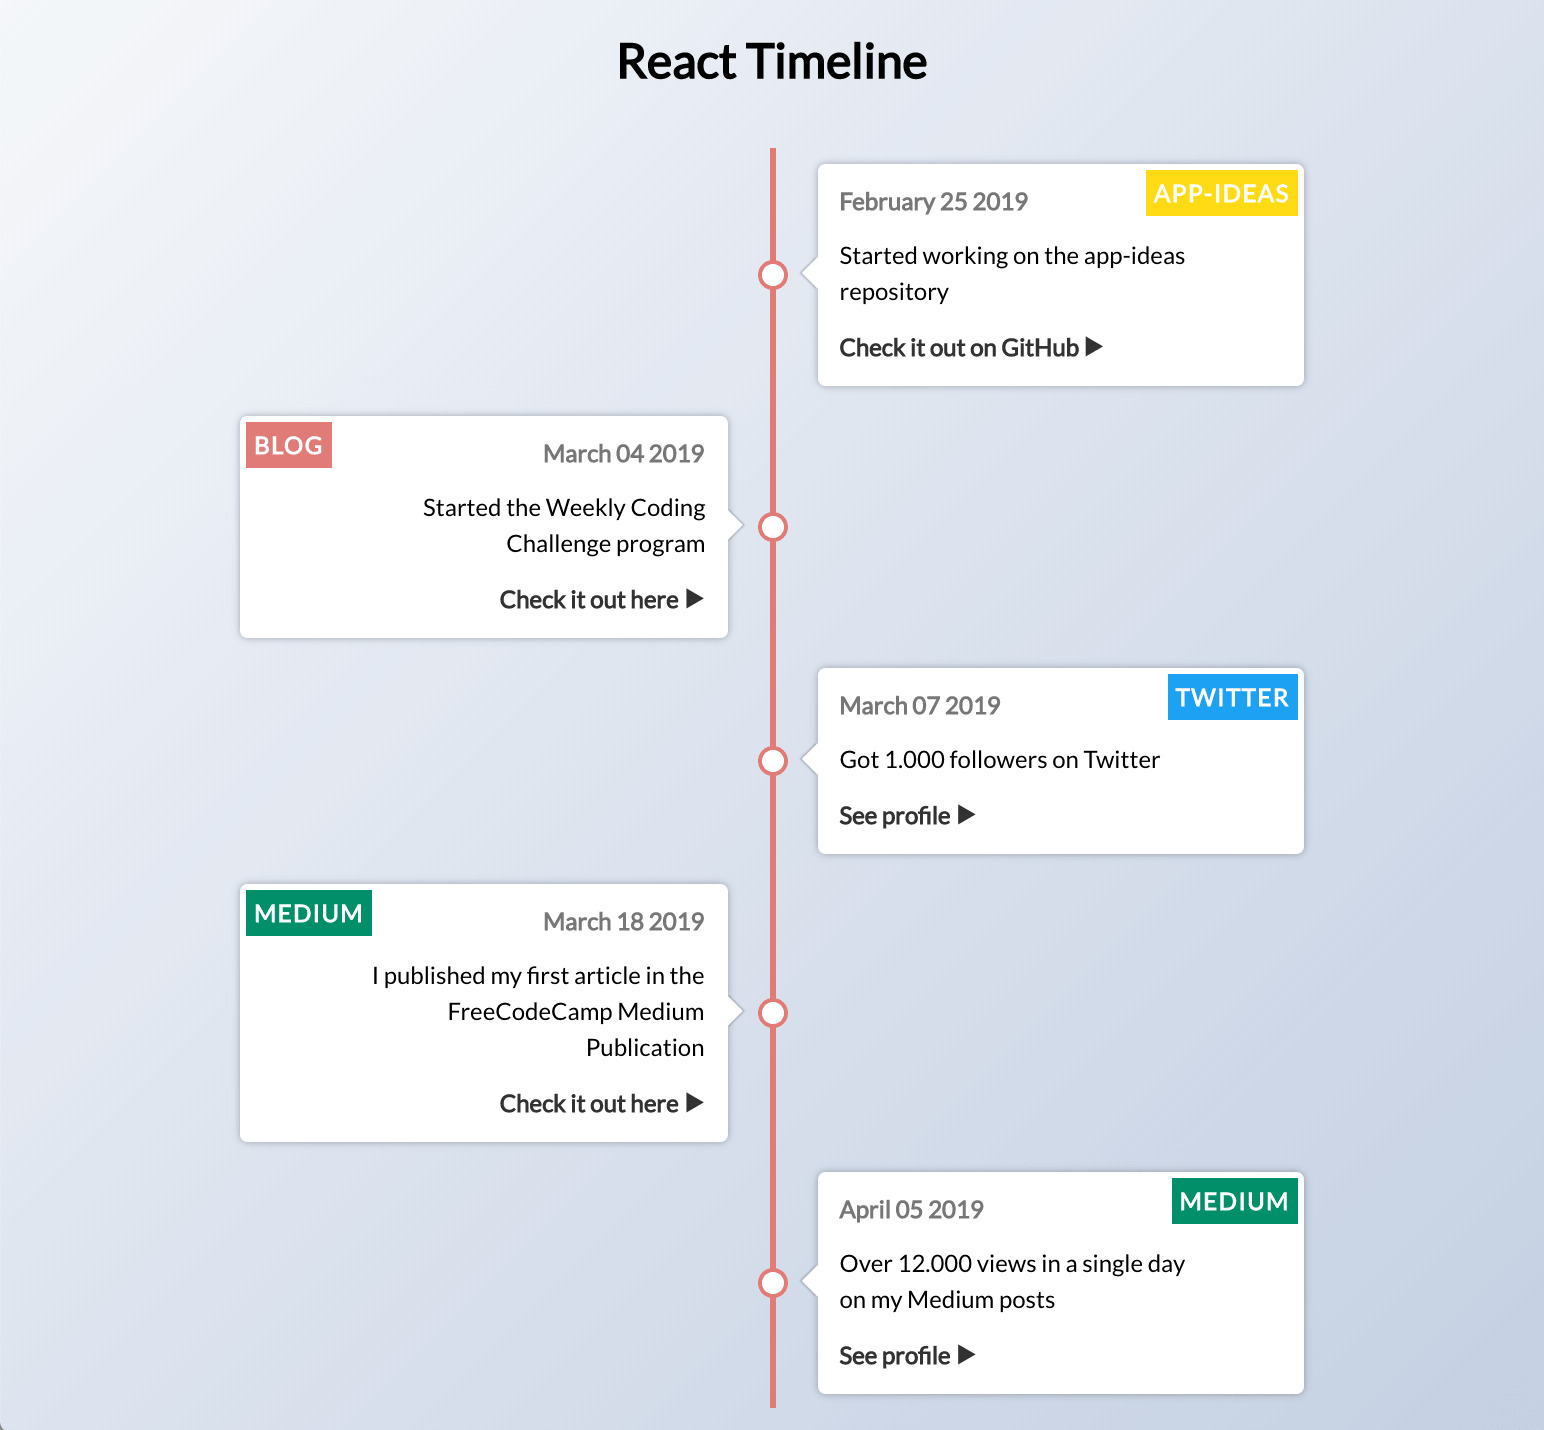 React Timeline
February 25 2019
APP-IDEAS
Started working on the app-ideas
repository
Check it out on GitHub ▶
BLOG
March 04 2019
Started the Weekly Coding
Challenge program
Check it out here ▶
March 07 2019
TWITTER
Got 1.000 followers on Twitter
See profile ▶
MEDIUM
March 18 2019
I published my first article in the
FreeCodeCamp Medium
Publication
Check it out here ▶
April 05 2019
MEDIUM
Over 12.000 views in a single day
on my Medium posts
See profile ▶